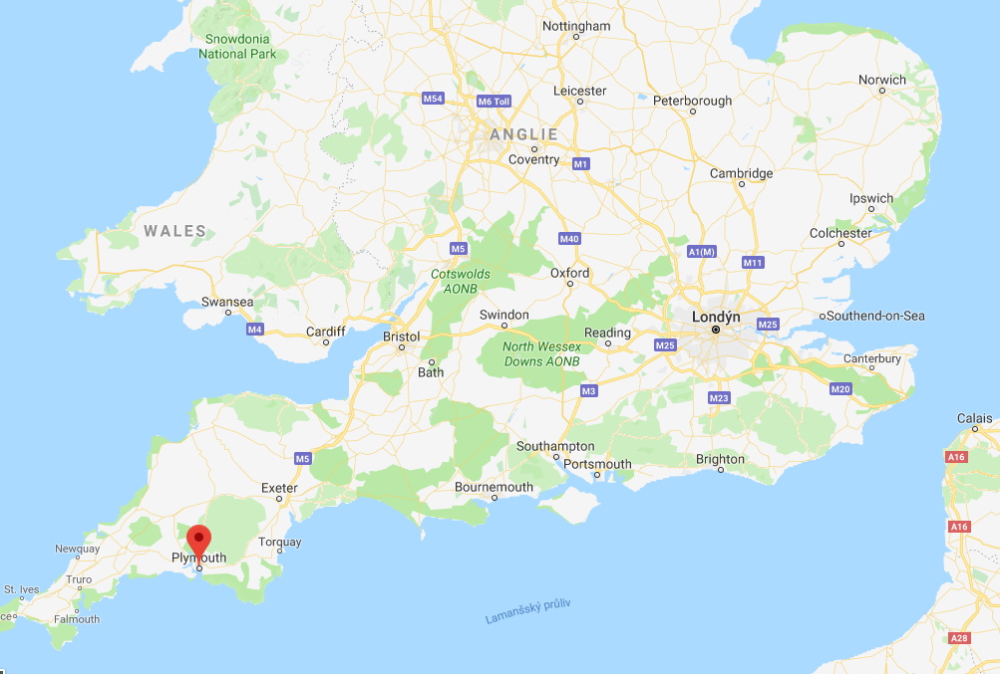 Nottingham
Snowdonia
National Park
Norwich
Leicester
M54
M6 Toll
Peterborough
ANGLIE
Coventry
M1
Cambridge
Ipswich
WALES
Colchester
M5
M40
A1(M)
M11
Cotswolds
AONB
Oxford
Swansea
Swindon
Londýn
Southend-on-Sea
M4
Cardiff
Bristol
Reading
M25
M25
North Wessex
Downs AONB
Bath
Canterbury
M3
M23
M20
Calais
Southampton
A16
M5
Portsmouth
Brighton
Exeter
Bournemouth
A16
Torquay
Newquay
Plymouth
Truro
St. Ives
Lamanšský průliv
ce
Falmouth
A28